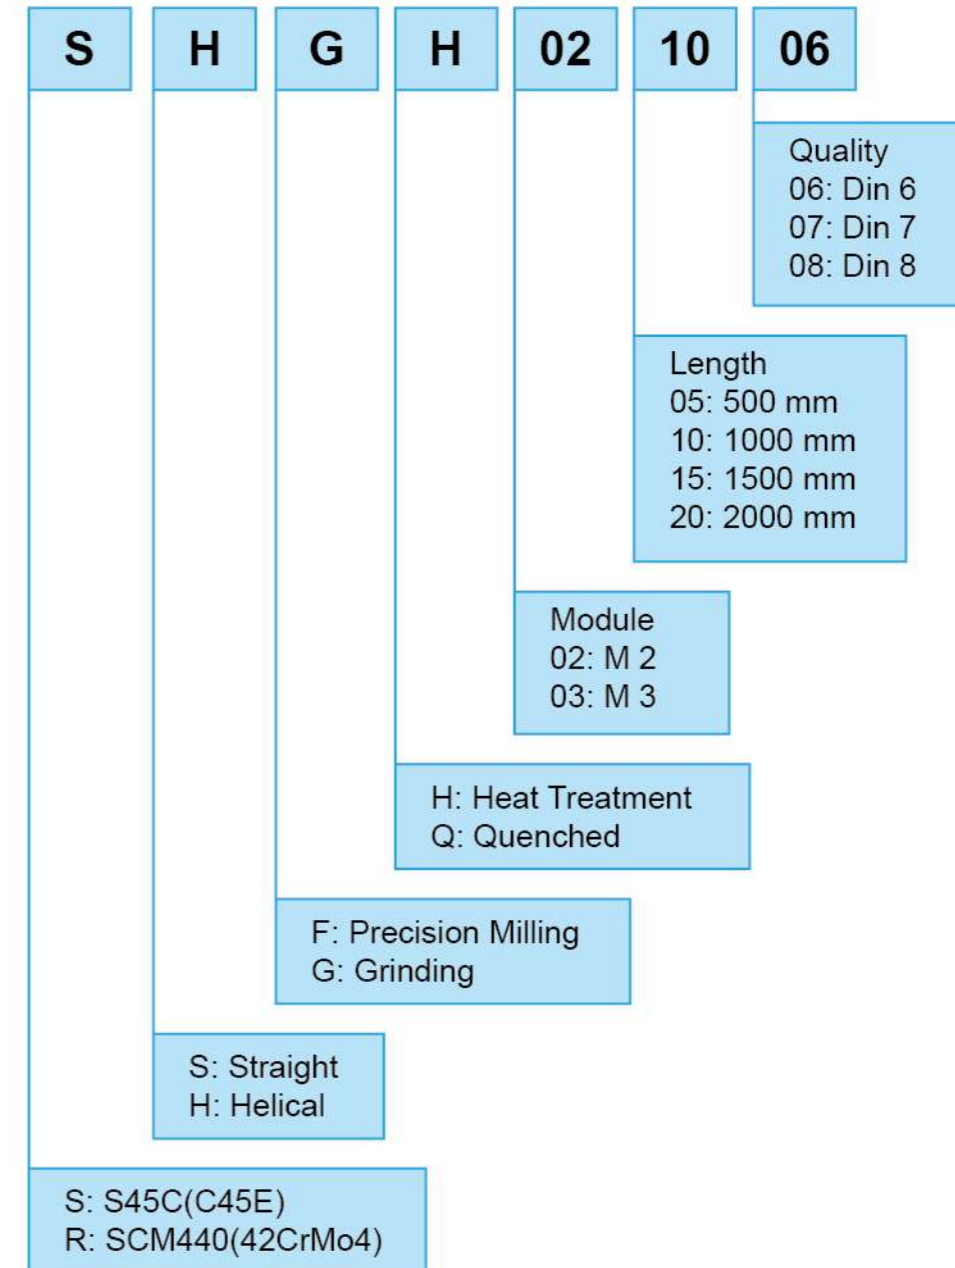 S H G H 02 10 06
Quality
06: Din 6
07: Din 7
08: Din 8
Length
05: 500 mm
10: 1000 mm
15: 1500 mm
20: 2000 mm
Module
02: M 2
03: M 3
H: Heat Treatment
Q: Quenched
F: Precision Milling
G: Grinding
S: Straight
H: Helical
S: S45C(C45E)
R: SCM440(42CrMo4)